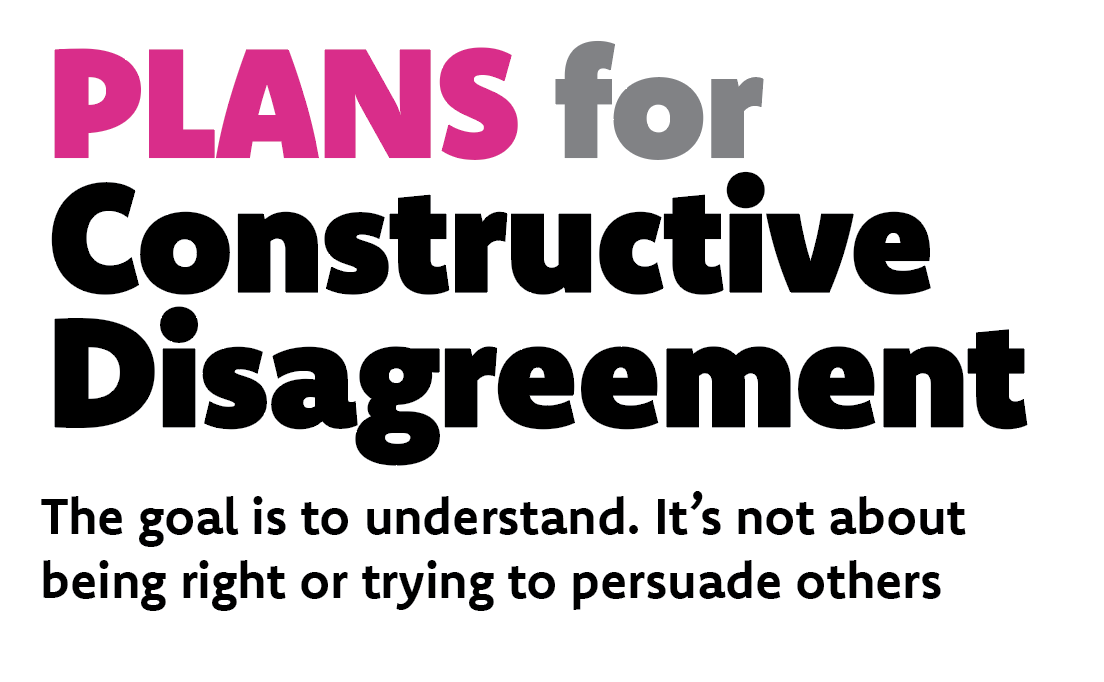 PLANS for
Constructive
Disagreement
The goal is to understand. It’s not about
being right or trying to persuade others